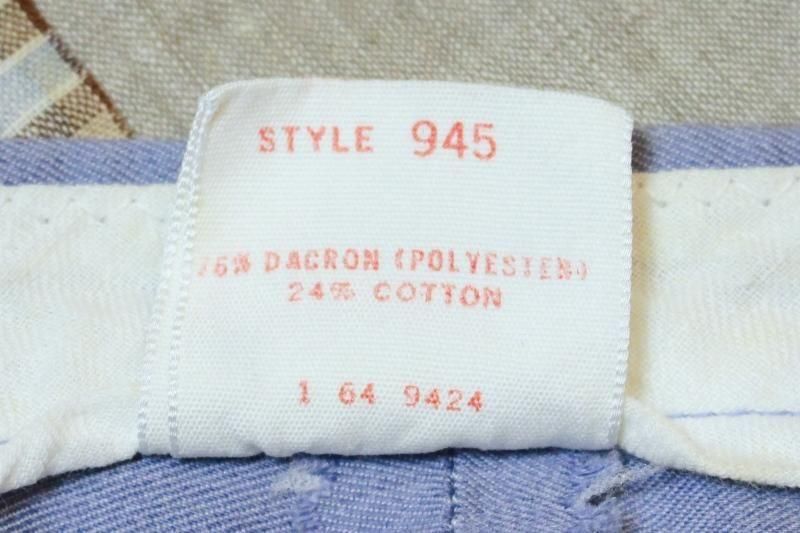 STYLE 945
76% DACRON (POLYESTER)
24% COTTON
1 64 9424